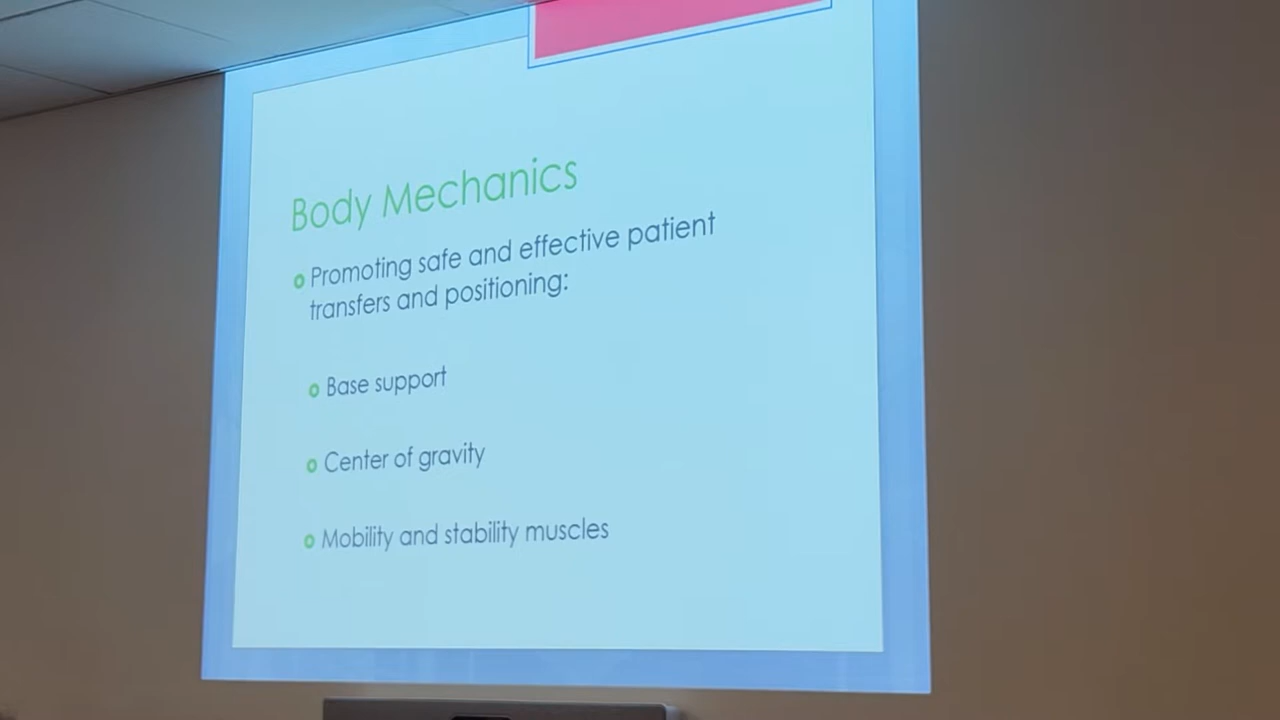 Body Mechanics
Promoting safe and effective patient
transfers and positioning:
Base support
Center of gravity
Mobility and stability muscles